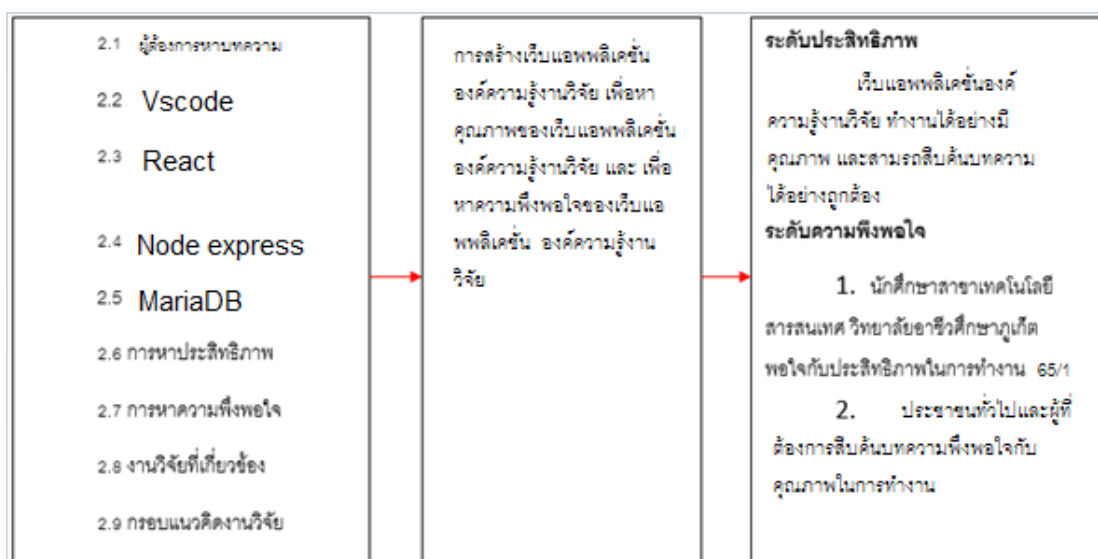 2.1 ผู้ต้องการหาบทความ
2.2 Vscode
2.3 React
2.4 Node express
2.5 MariaDB
2.6 การหาประสิทธิภาพ
2.7 การหาความพึงพอใจ
2.8 งานวิจัยที่เกี่ยวข้อง
2.9 กรอบแนวคิดงานวิจัย
การสร้างเว็บแอพพลิเคชั่น
องค์ความรู้งานวิจัย เพื่อหา
คุณภาพของเว็บแอพพลิเคชั่น
องค์ความรู้งานวิจัย และ เพื่อ
หาความพึงพอใจของเว็บแอ
พพลิเคชั่น องค์ความรู้งาน
วิจัย
ระดับประสิทธิภาพ
เว็บแอพพลิเคชั่นองค์
ความรู้งานวิจัย ทำงานได้อย่างมี
คุณภาพ และสามรถสืบค้นบทความ
ได้อย่างถูกต้อง
ระดับความพึงพอใจ
1. นักศึกษาสาขาเทคโนโลยี
สารสนเทศ วิทยาลัยอาชีวศึกษาภูเก็ต
พอใจกับประสิทธิภาพในการทำงาน 65/1
2. ประชาชนทั่วไปและผู้ที่
ต้องการสืบค้นบทความพึงพอใจกับ
คุณภาพในการทำงาน